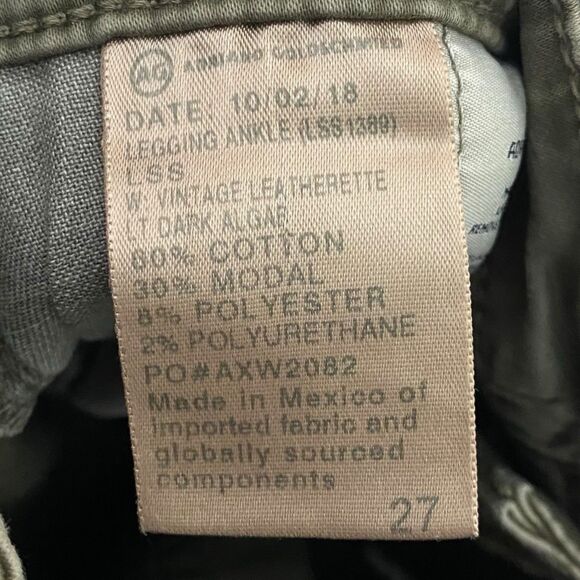 AG ADRIANO GOLDSCHMIED
DATE: 10/02/18
LEGGING ANKLE (LSS1389)
LSS
W. VINTAGE LEATHERETTE
LT DARK ALGAE
60% COTTON
30% MODAL
8% POLYESTER
2% POLYURETHANE
PO#AXW2082
Made in Mexico of
imported fabric and
globally sourced
components
27